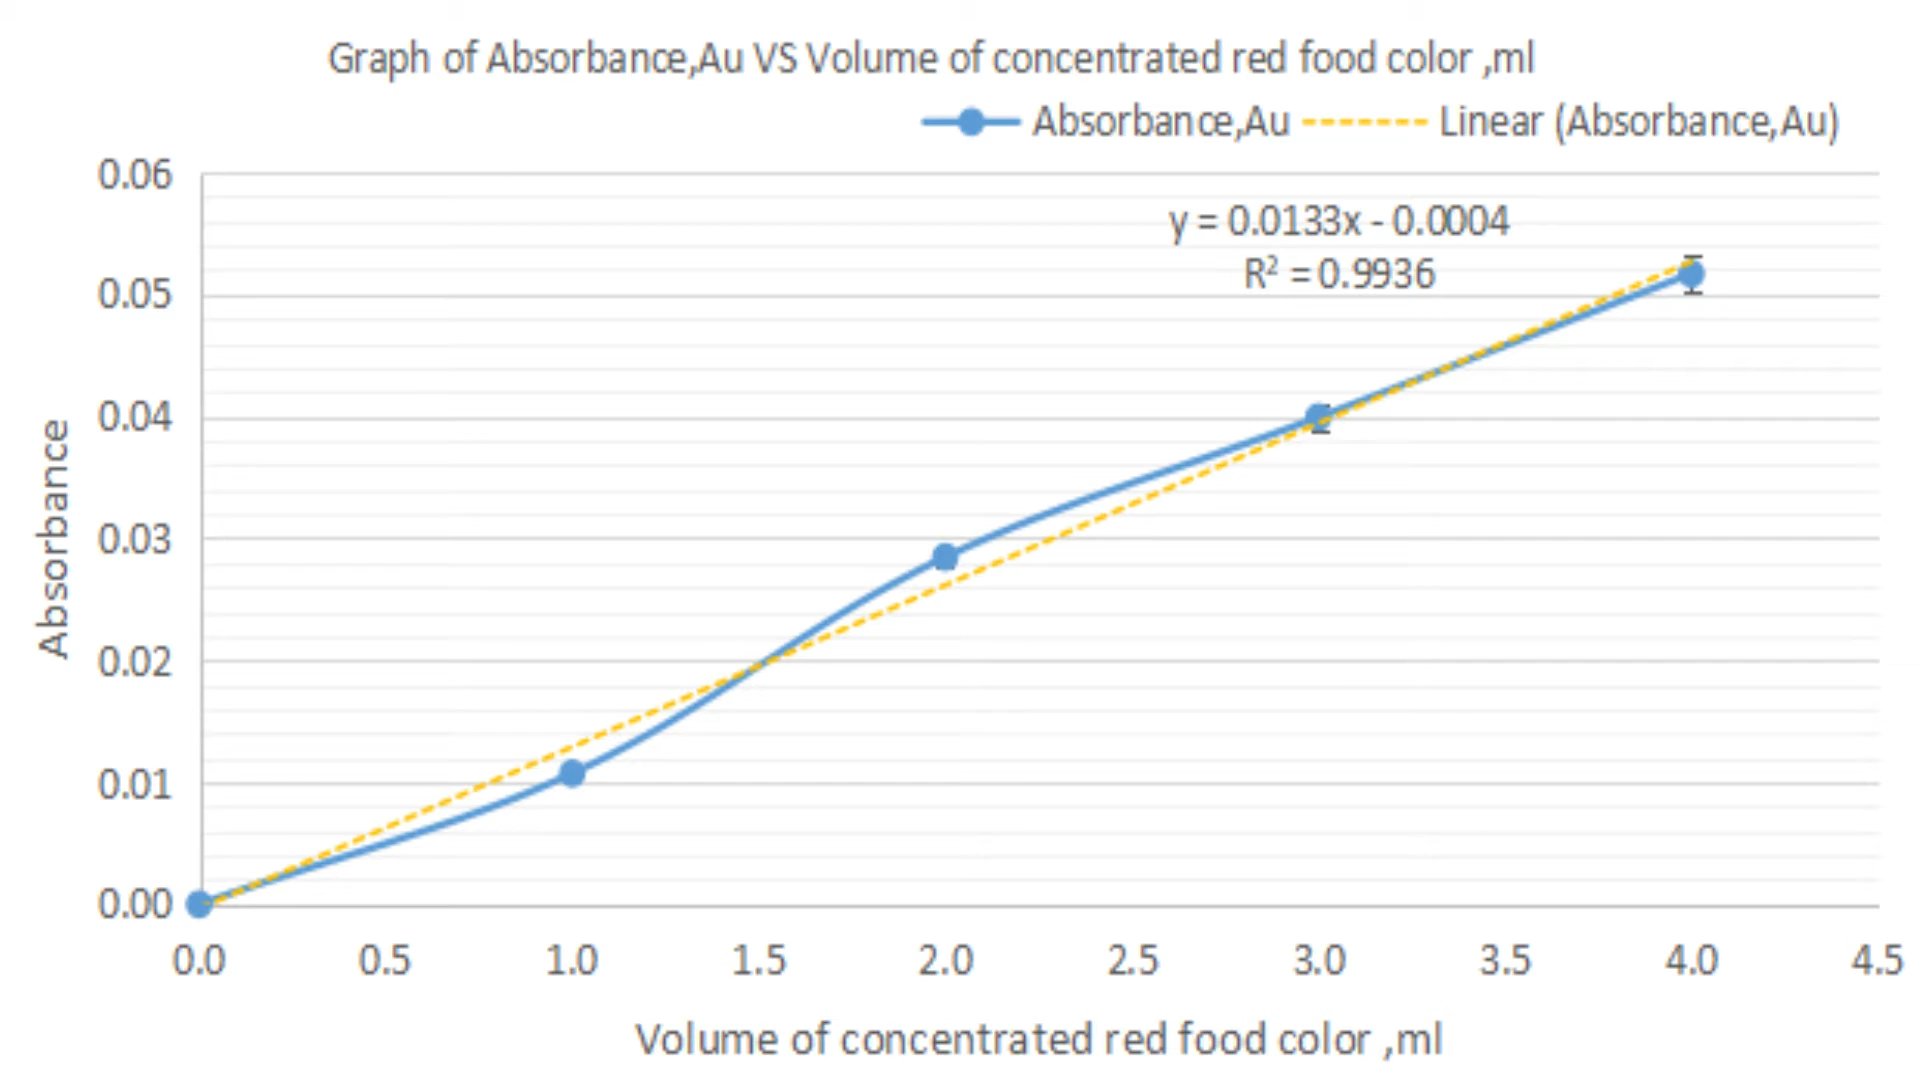 Graph of Absorbance,Au VS Volume of concentrated red food color ,ml
Absorbance,Au Linear (Absorbance,Au)
y = 0.0133x - 0.0004
R² = 0.9936
0.06
0.05
0.04
0.03
0.02
0.01
0.00
Absorbance
0.0 0.5 1.0 1.5 2.0 2.5 3.0 3.5 4.0 4.5
Volume of concentrated red food color ,ml